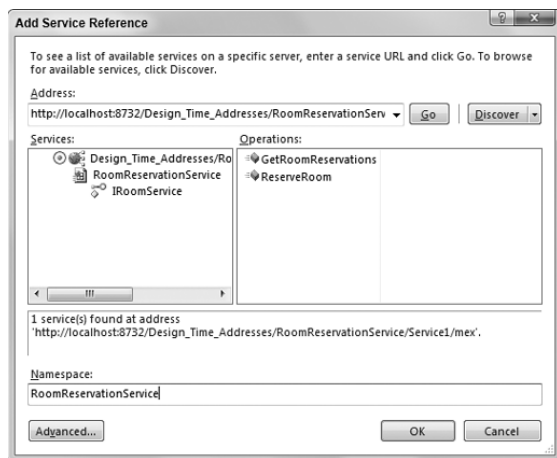 Add Service Reference
To see a list of available services on a specific server, enter a service URL and click Go. To browse
for available services, click Discover.
Address:
http://localhost:8732/Design_Time_Addresses/RoomReservationServ
Go
Discover
Services:
Operations:
Design_Time_Addresses/Ro
RoomReservationService
IRoomService
GetRoomReservations
ReserveRoom
1 service(s) found at address
'http://localhost:8732/Design_Time_Addresses/RoomReservationService/Service1/mex'.
Namespace:
RoomReservationService
Advanced...
OK
Cancel